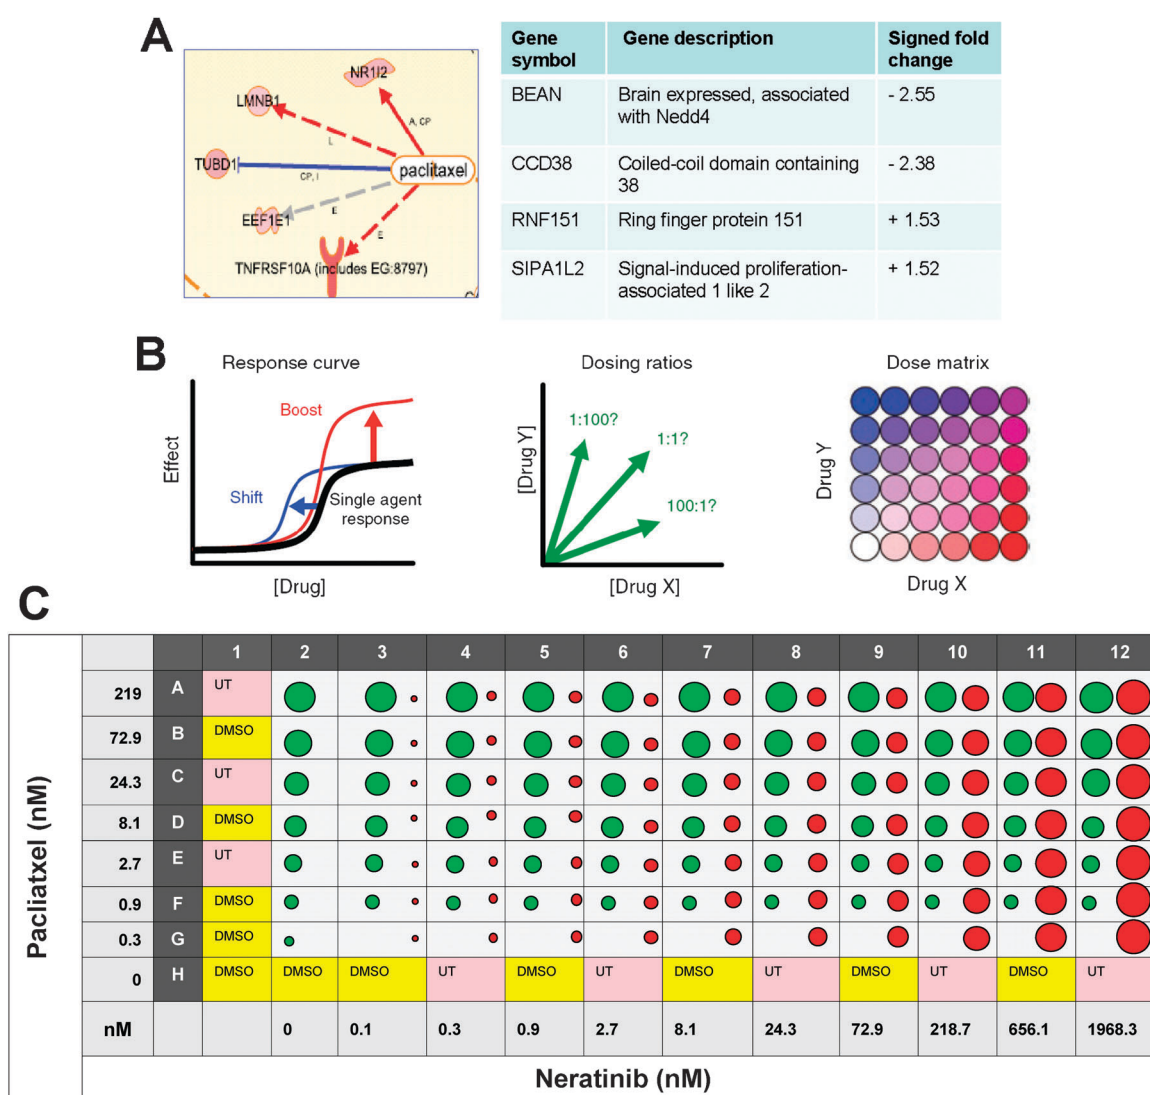 A
NR1I2
LMNB1
A, CP
L
TUBD1
CP, I
paclitaxel
EEF1E1
E
E
TNFRSF10A (includes EG:8797)
Gene symbol Gene description Signed fold change
BEAN Brain expressed, associated with Nedd4 - 2.55
CCD38 Coiled-coil domain containing 38 - 2.38
RNF151 Ring finger protein 151 + 1.53
SIPA1L2 Signal-induced proliferation-associated 1 like 2 + 1.52
B
Response curve
Effect
Boost
Shift
Single agent
response
[Drug]
Dosing ratios
[Drug Y]
1:100?
1:1?
100:1?
[Drug X]
Dose matrix
Drug Y
Drug X
C
Pacliatxel (nM)
1 2 3 4 5 6 7 8 9 10 11 12
219 A UT
72.9 B DMSO
24.3 C UT
8.1 D DMSO
2.7 E UT
0.9 F DMSO
0.3 G DMSO
0 H DMSO DMSO DMSO UT DMSO UT DMSO UT DMSO UT DMSO UT
nM 0 0.1 0.3 0.9 2.7 8.1 24.3 72.9 218.7 656.1 1968.3
Neratinib (nM)